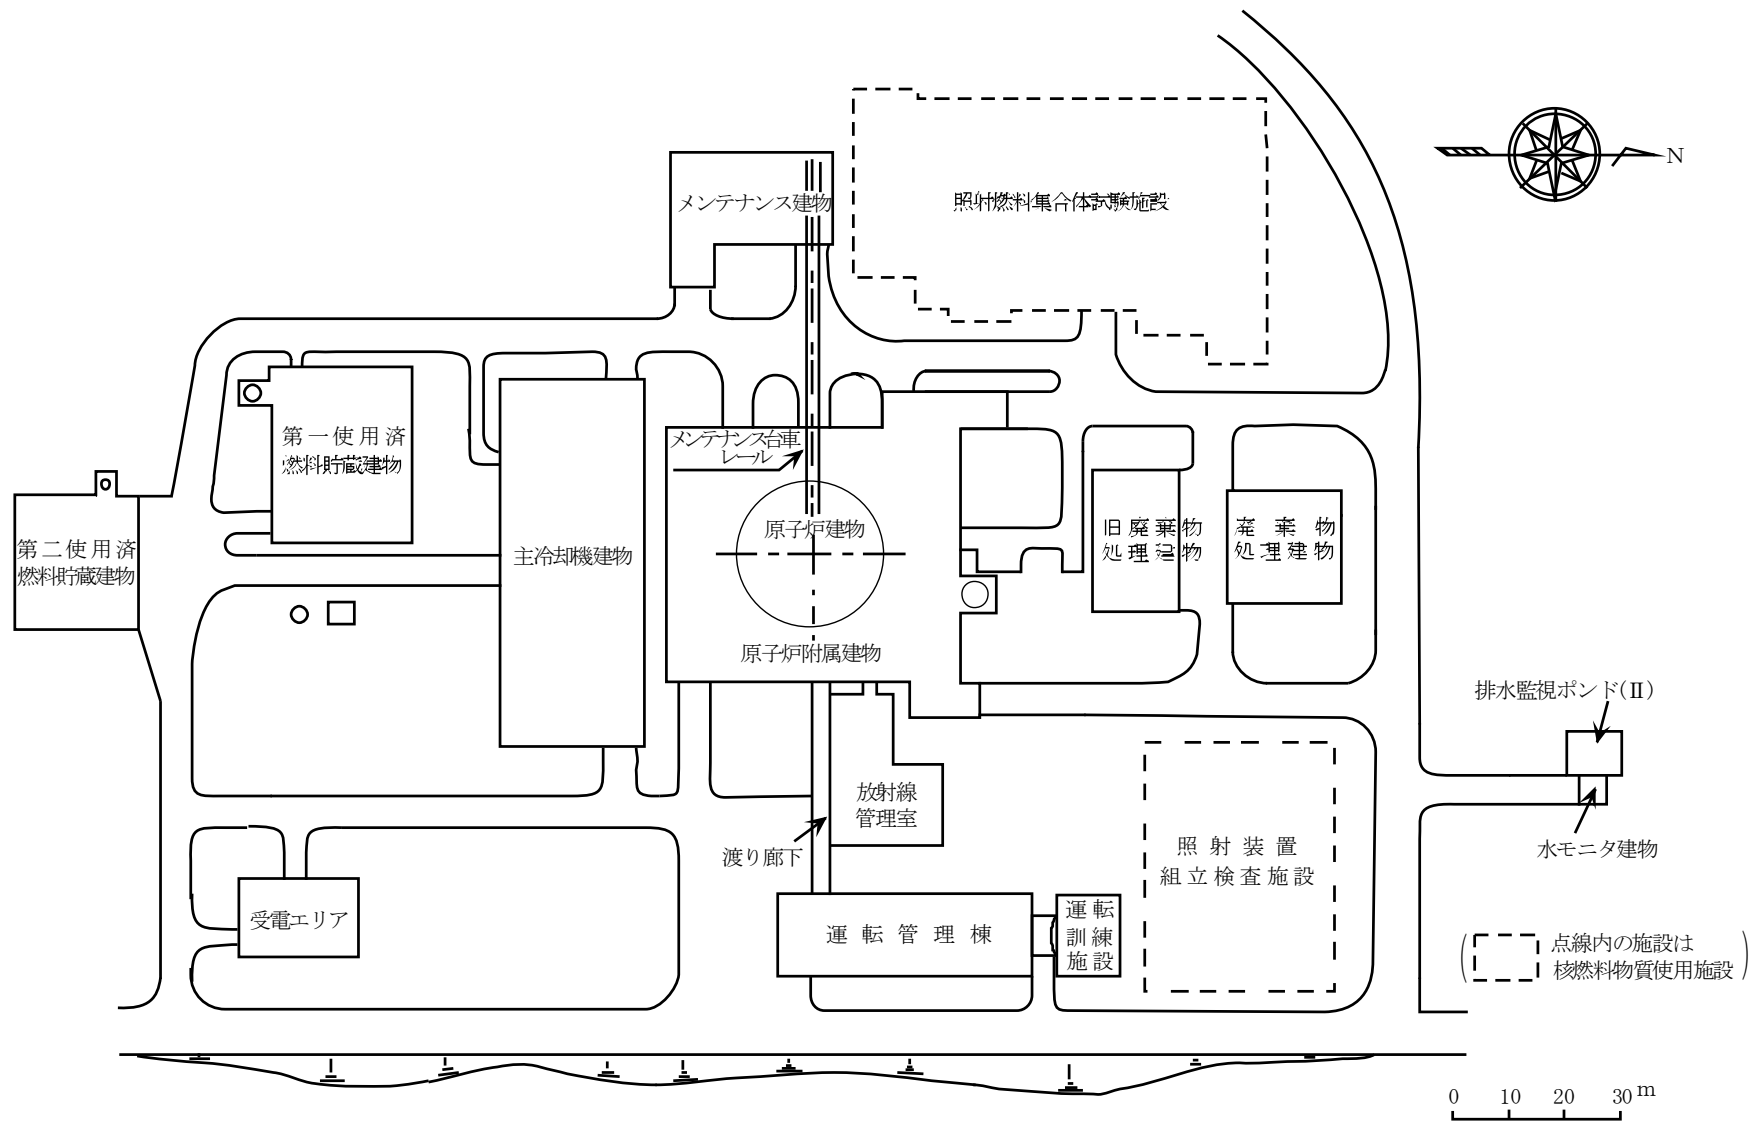 N
メンテナンス建物
照射燃料集合体試験施設
第一使用済
燃料貯蔵建物
メンテナンス台車
レール
第二使用済
燃料貯蔵建物
主冷却機建物
原子炉建物
旧廃棄物
処理建物
廃棄物
処理建物
原子炉附属建物
排水監視ポンド(Ⅱ)
放射線
管理室
渡り廊下
照射装置
組立検査施設
水モニタ建物
受電エリア
運転管理棟
運転
訓練
施設
点線内の施設は
核燃料物質使用施設
0 10 20 30 m